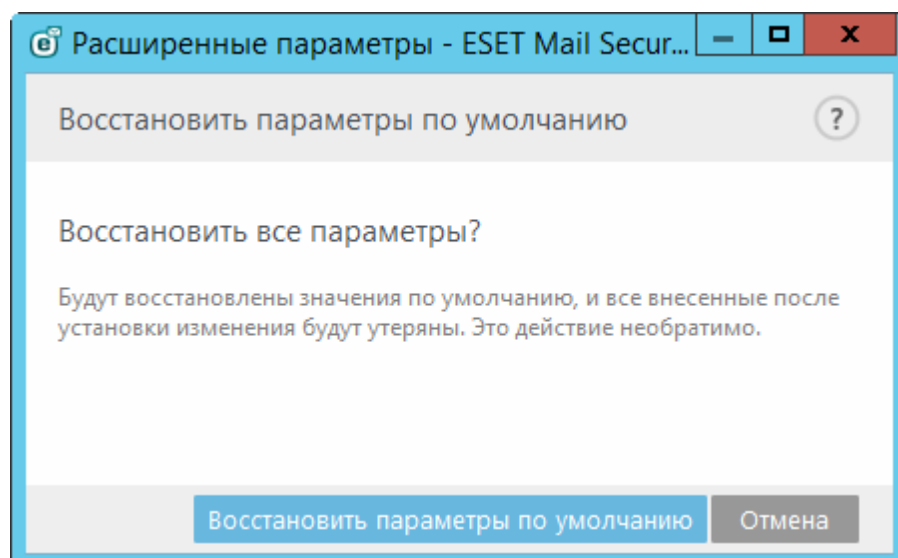 Расширенные параметры - ESET Mail Secur...
Восстановить параметры по умолчанию
?
Восстановить все параметры?
Будут восстановлены значения по умолчанию, и все внесенные после
установки изменения будут утеряны. Это действие необратимо.
Восстановить параметры по умолчанию Отмена